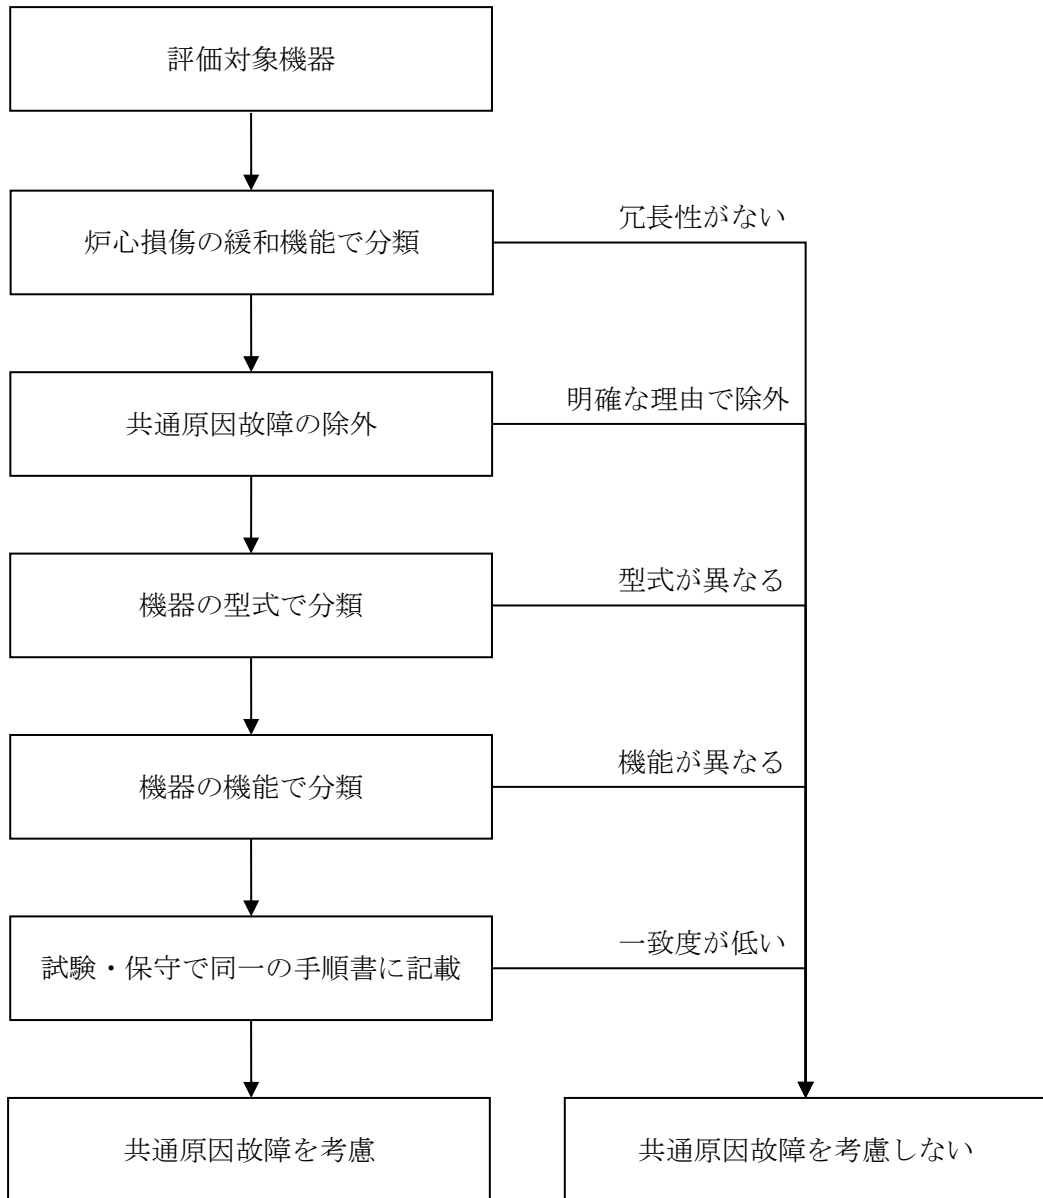 評価対象機器
炉心損傷の緩和機能で分類
冗長性がない
共通原因故障の除外
明確な理由で除外
機器の型式で分類
型式が異なる
機器の機能で分類
機能が異なる
試験・保守で同一の手順書に記載
一致度が低い
共通原因故障を考慮
共通原因故障を考慮しない